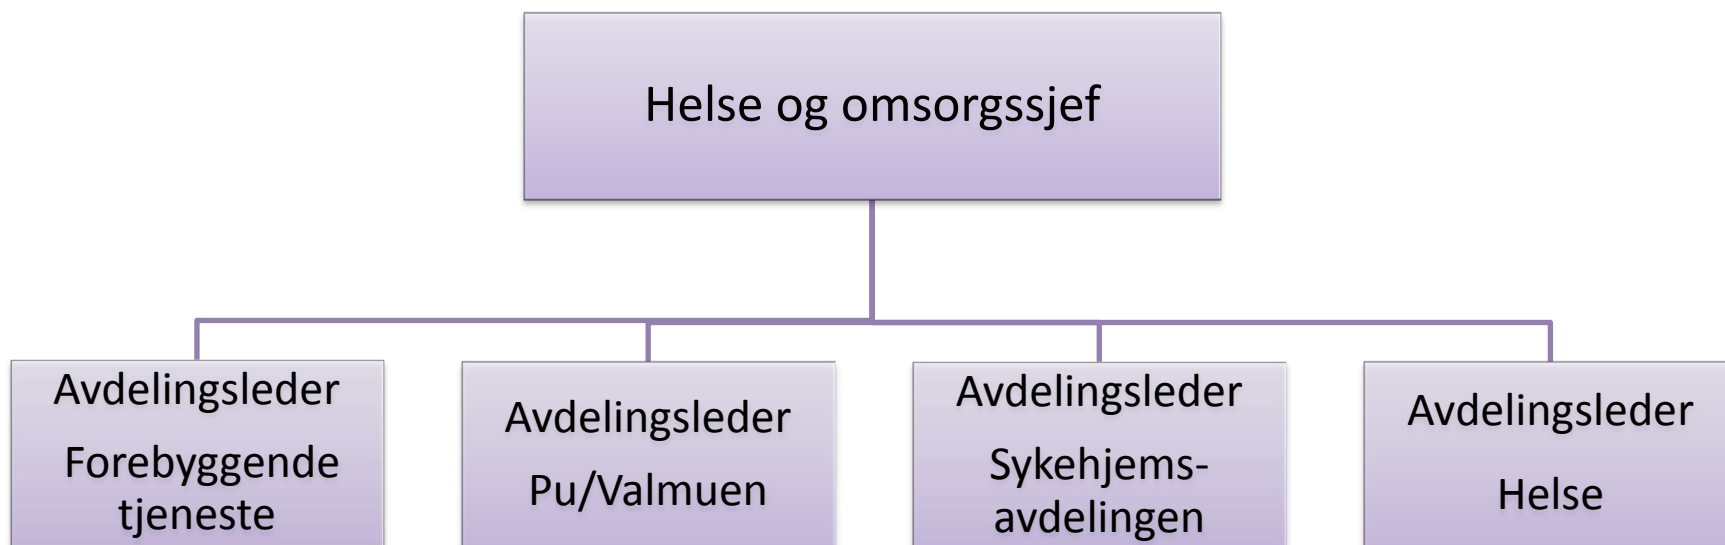 Helse og omsorgssjef
Avdelingsleder
Forebyggende
tjeneste
Avdelingsleder
Pu/Valmuen
Avdelingsleder
Sykehjems-
avdelingen
Avdelingsleder
Helse